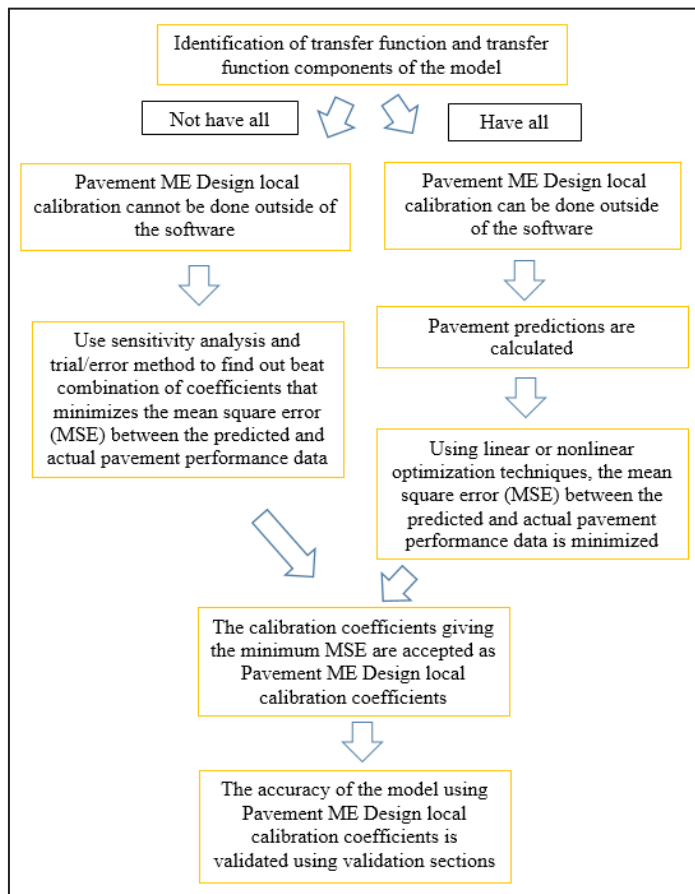 Identification of transfer function and transfer
function components of the model
Not have all
Have all
Pavement ME Design local
calibration cannot be done outside of
the software
Pavement ME Design local
calibration can be done outside
of the software
Use sensitivity analysis and
trial/error method to find out beat
combination of coefficients that
minimizes the mean square error
(MSE) between the predicted and
actual pavement performance data
Pavement predictions are
calculated
Using linear or nonlinear
optimization techniques, the mean
square error (MSE) between the
predicted and actual pavement
performance data is minimized
The calibration coefficients giving
the minimum MSE are accepted as
Pavement ME Design local
calibration coefficients
The accuracy of the model using
Pavement ME Design local
calibration coefficients is
validated using validation sections